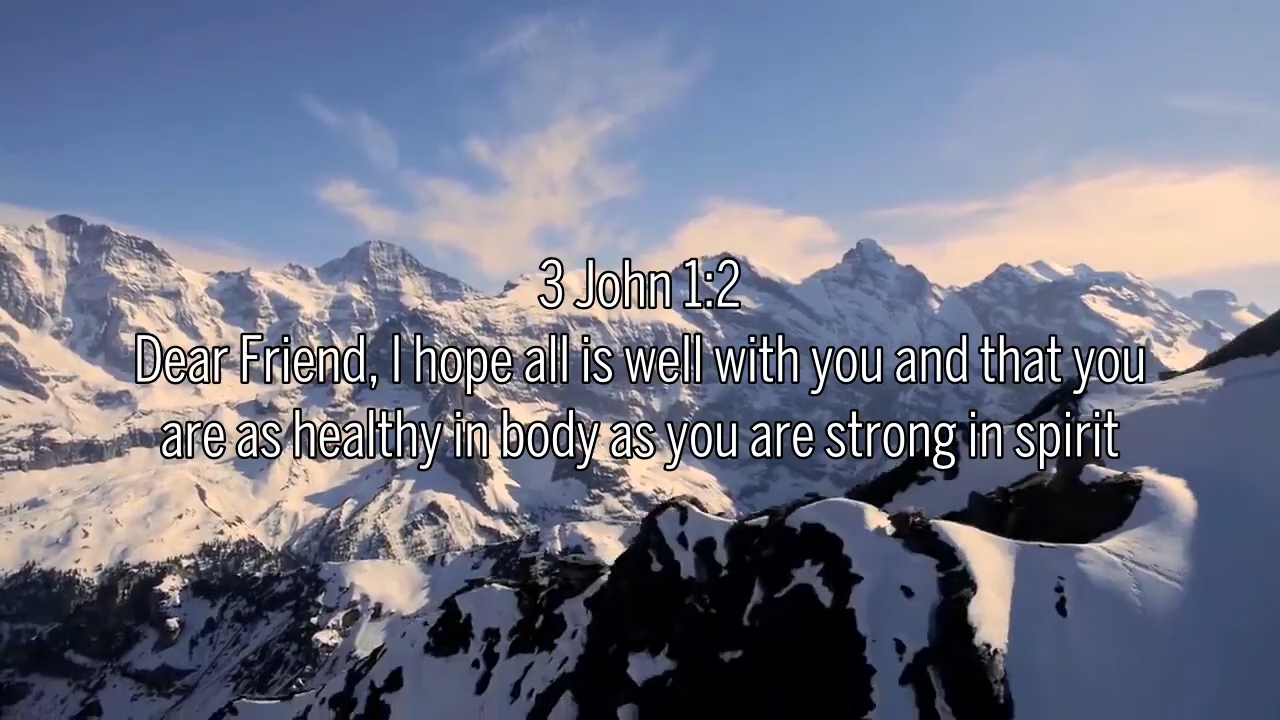 3 John 1:2
Dear Friend, I hope all is well with you and that you
are as healthy in body as you are strong in spirit